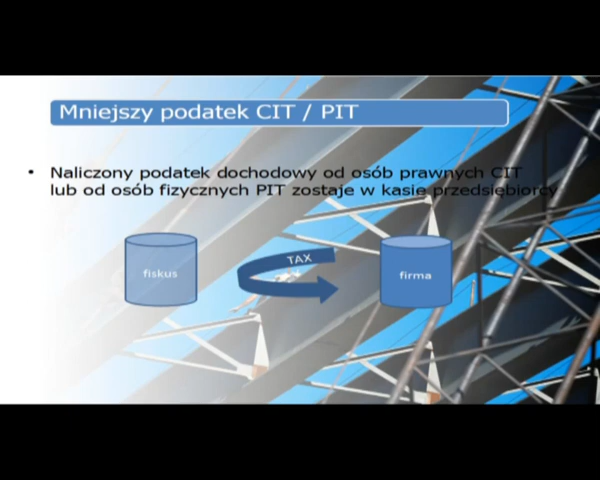 Mniejszy podatek CIT / PIT
• Naliczony podatek dochodowy od osób prawnych CIT
lub od osób fizycznych PIT zostaje w kasie przedsiębiorcy
TAX
fiskus
firma